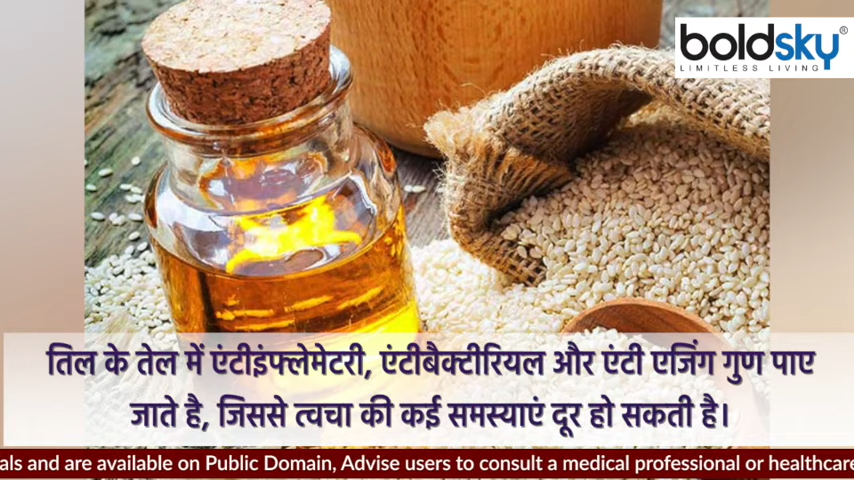 boldsky®
LIMITLESS LIVING
तिल के तेल में एंटीइंफ्लेमेटरी, एंटीबैक्टीरियल और एंटी एजिंग गुण पाए
जाते है, जिससे त्वचा की कई समस्याएं दूर हो सकती है।
als and are available on Public Domain, Advise users to consult a medical professional or healthcare